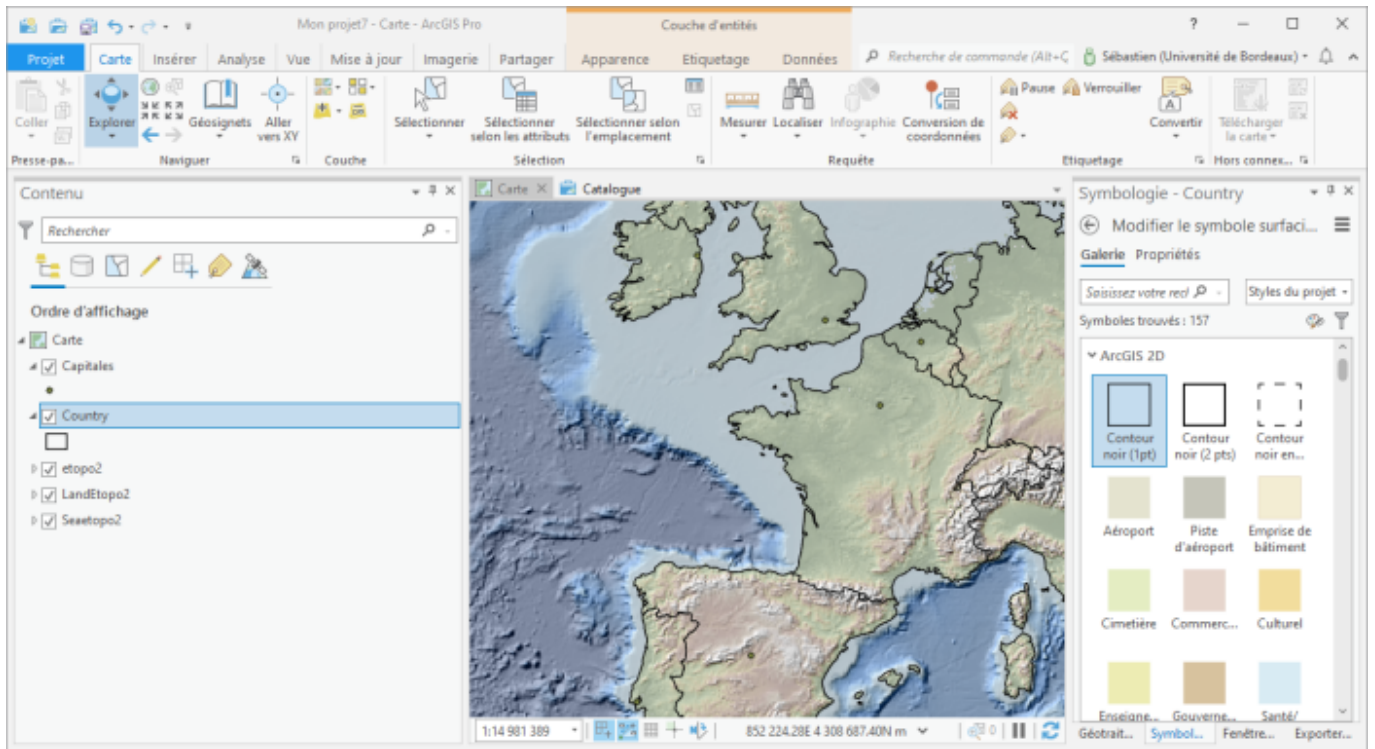 Mon projet7 - Carte - ArcGIS Pro
Couche d'entités
?
Projet Carte Insérer Analyse Vue Mise à jour Imagerie Partager Apparence Etiquetage Données Recherche de commande (Alt+Q Sébastien (Université de Bordeaux)
Coller Explorer Géosignets Aller vers XY Sélectionner Sélectionner selon les attributs Sélectionner selon l'emplacement Mesurer Localiser Infographie Conversion de coordonnées Pause Verrouiller Convertir Télécharger la carte
Presse-pa... Naviguer Couche Sélection Requête Etiquetage Hors connex...
Contenu
Rechercher
Ordre d'affichage
Carte
Capitales
Country
etopo2
LandEtopo2
Seaetopo2
Carte Catalogue
1:14 981 389 852 224.28E 4 308 687.40N m 0
Symbologie - Country
Modifier le symbole surfaci...
Galerie Propriétés
Saisissez votre recl Styles du projet
Symboles trouvés : 157
ArcGIS 2D
Contour noir (1pt) Contour noir (2 pts) Contour noir en...
Aéroport Piste d'aéroport Emprise de bâtiment
Cimetière Commerc... Culturel
Enseigne... Gouverne... Santé/
Géotrait... Symbol... Fenêtre... Exporter...